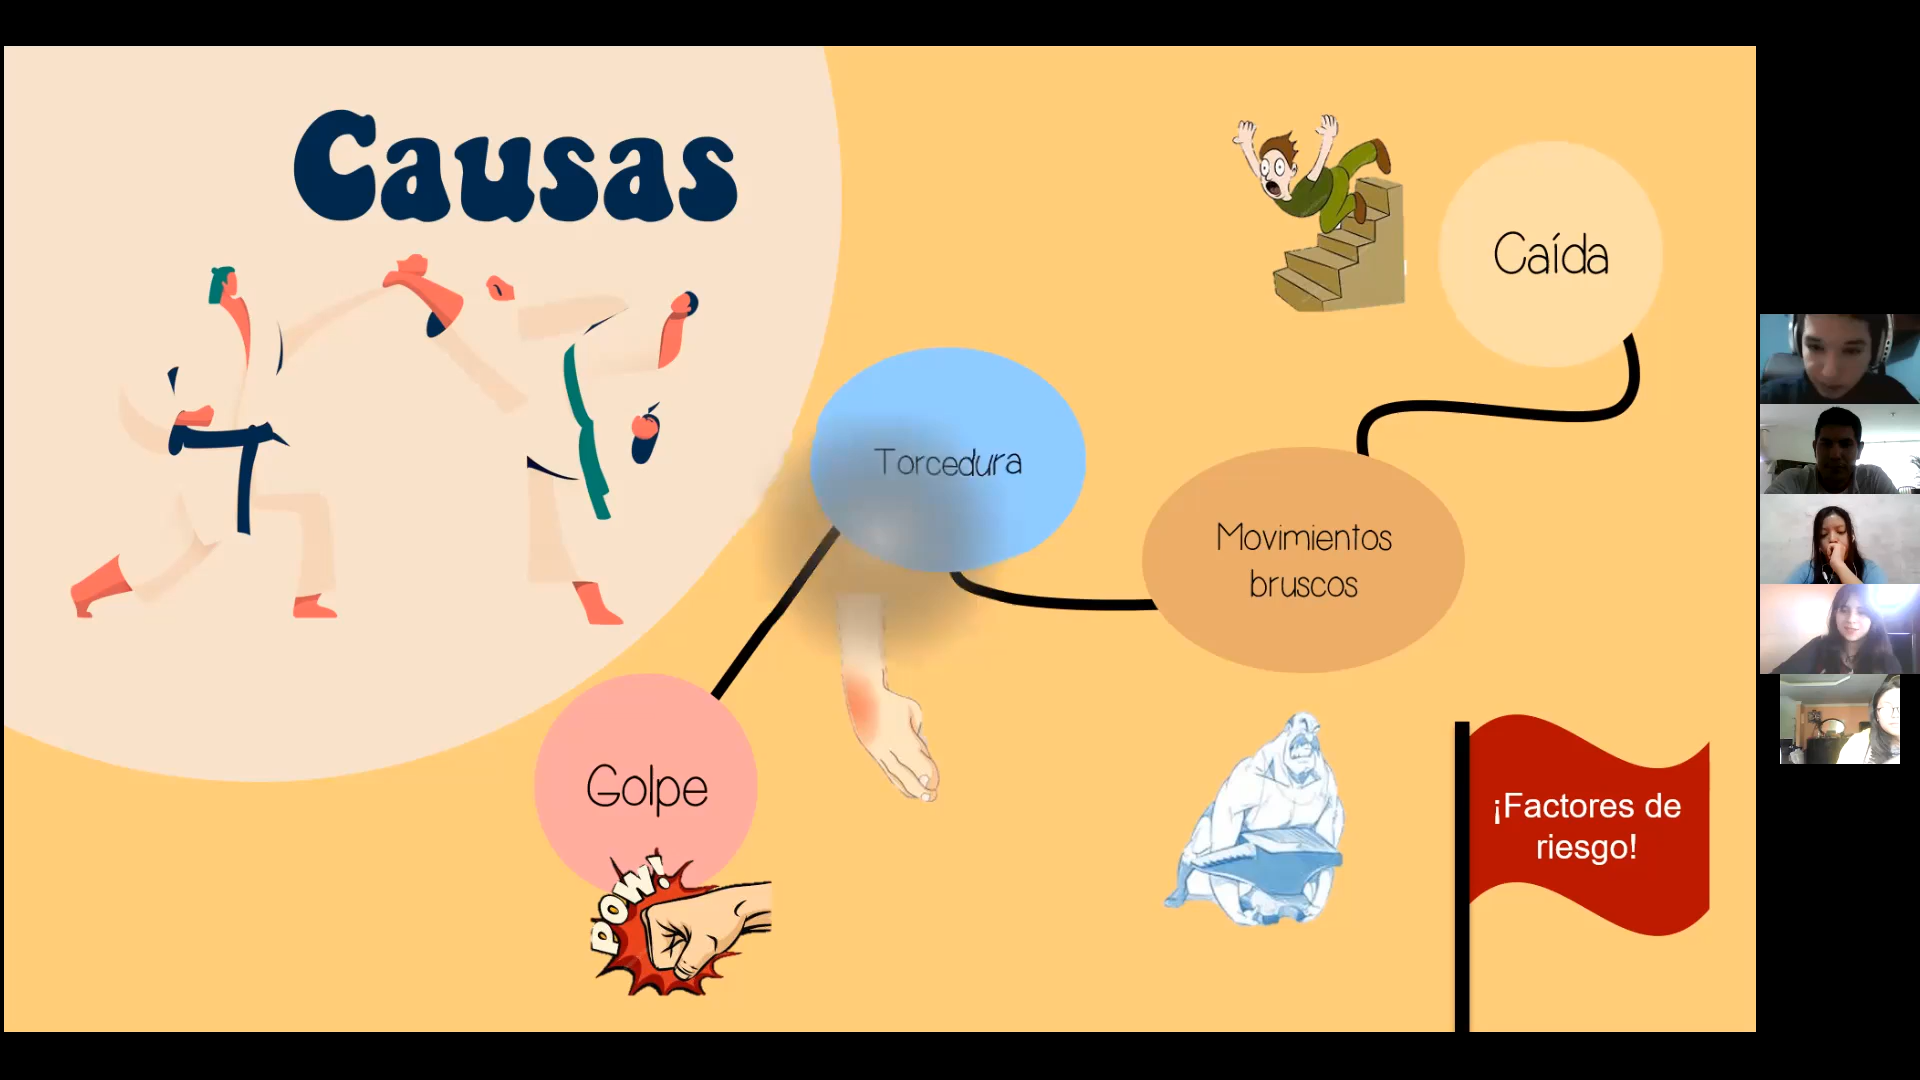 Causas
Caída
Torcedura
Movimientos
bruscos
Golpe
POW!
¡Factores de
riesgo!